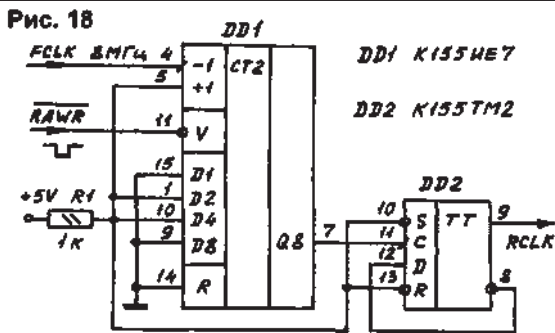 Рис. 18
DD1
FCLK 8МГц 4
-1
CT2
5
+1
DD1 К155ИЕ7
RAWR
11
V
DD2 К155ТМ2
15
D1
+5V R1
1
D2
10
D4
1к
9
D8
Q8
7
14
R
DD2
10
S
TT
9
11
C
RCLK
12
D
8
13
R